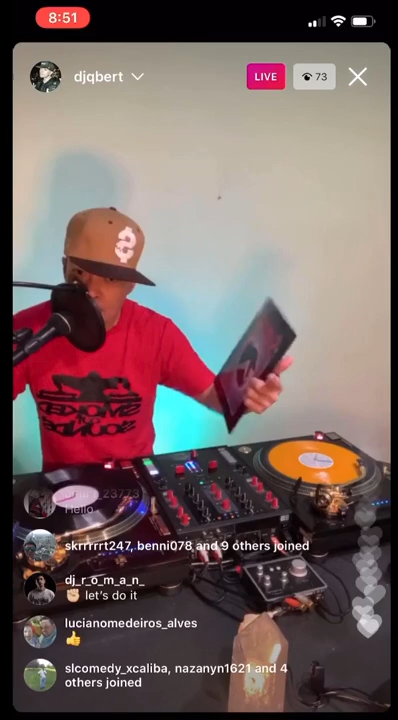 8:51
djqbert
LIVE
73
Hello
skrrrrrt247, benni078 and 9 others joined
dj_r_o_m_a_n_
✊🏼 let's do it
lucianomedeiros_alves
👍
slcomedy_xcaliba, nazanyn1621 and 4
others joined